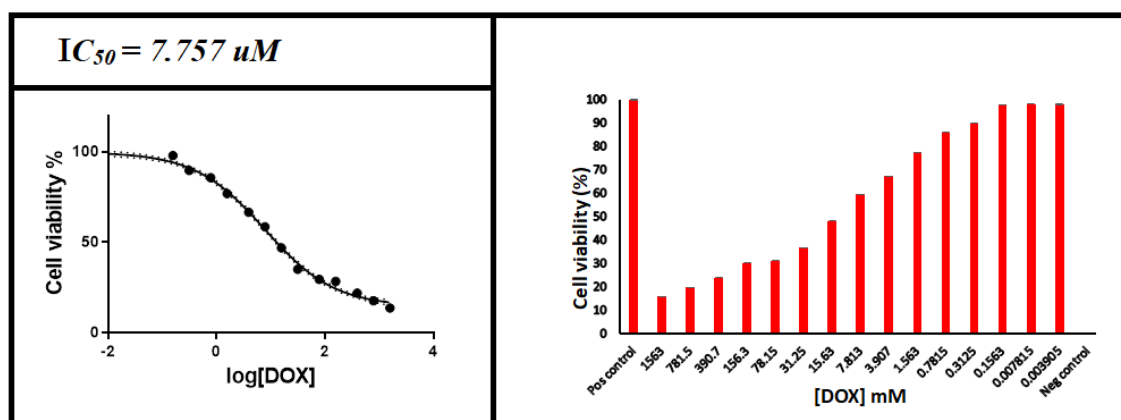 IC50 = 7.757 uM
Cell viability %
100
50
0
-2 0 2 4
log[DOX]
Cell viability (%)
100
90
80
70
60
50
40
30
20
10
0
Pos control 1563 781.5 390.7 156.3 78.15 31.25 15.63 7.813 3.907 1.563 0.7815 0.3125 0.1563 0.007815 0.003905 Neg control
[DOX] mM